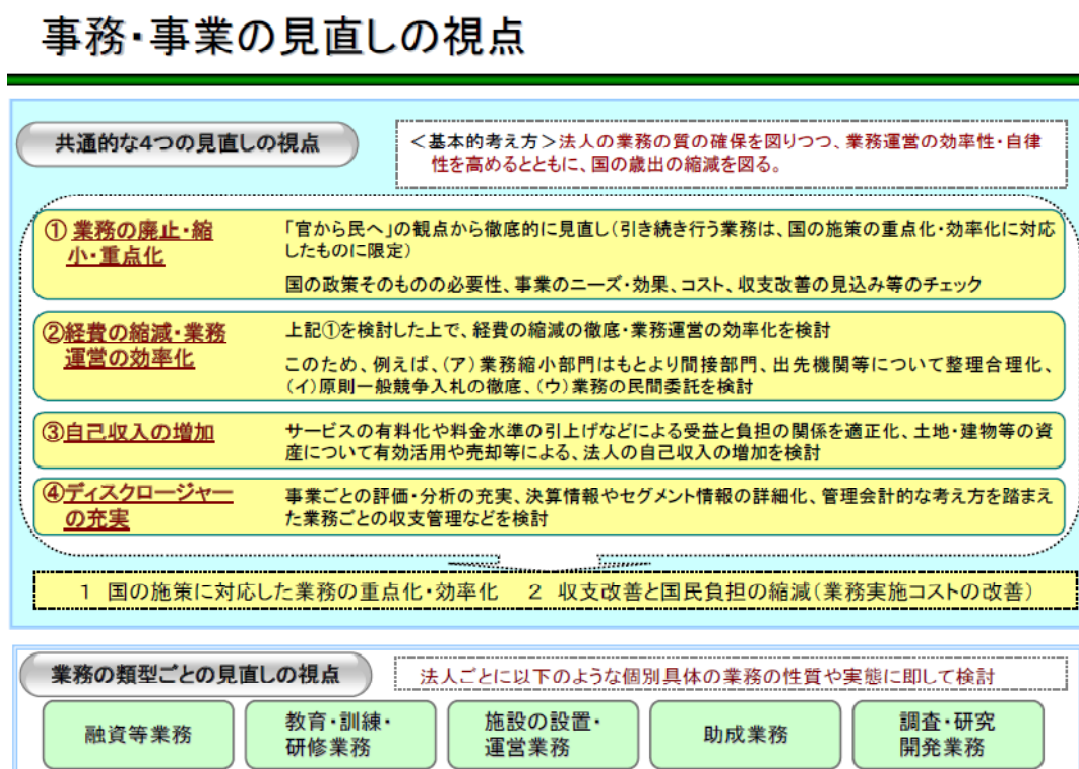 事務・事業の見直しの視点
共通的な4つの見直しの視点
＜基本的考え方＞法人の業務の質の確保を図りつつ、業務運営の効率性・自律
性を高めるとともに、国の歳出の縮減を図る。
① 業務の廃止・縮
小・重点化
「官から民へ」の観点から徹底的に見直し(引き続き行う業務は、国の施策の重点化・効率化に対応
したものに限定)
国の政策そのものの必要性、事業のニーズ・効果、コスト、収支改善の見込み等のチェック
②経費の縮減・業務
運営の効率化
上記①を検討した上で、経費の縮減の徹底・業務運営の効率化を検討
このため、例えば、(ア)業務縮小部門はもとより間接部門、出先機関等について整理合理化、
(イ)原則一般競争入札の徹底、(ウ)業務の民間委託を検討
③自己収入の増加
サービスの有料化や料金水準の引上げなどによる受益と負担の関係を適正化、土地・建物等の資
産について有効活用や売却等による、法人の自己収入の増加を検討
④ディスクロージャー
の充実
事業ごとの評価・分析の充実、決算情報やセグメント情報の詳細化、管理会計的な考え方を踏まえ
た業務ごとの収支管理などを検討
1 国の施策に対応した業務の重点化・効率化 2 収支改善と国民負担の縮減(業務実施コストの改善)
業務の類型ごとの見直しの視点
法人ごとに以下のような個別具体の業務の性質や実態に即して検討
融資等業務
教育・訓練・
研修業務
施設の設置・
運営業務
助成業務
調査・研究
開発業務